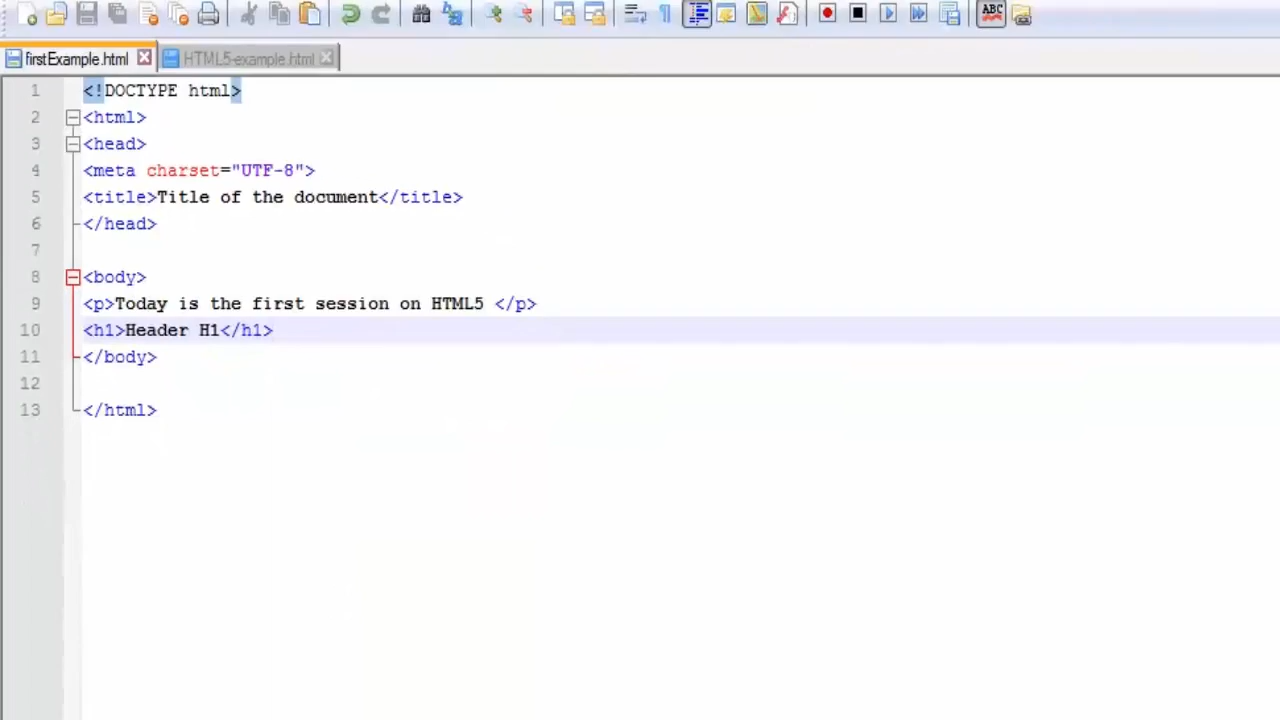 ABC
firstExample.html HTML5-example.html
1 <!DOCTYPE html>
2 <html>
3 <head>
4 <meta charset="UTF-8">
5 <title>Title of the document</title>
6 </head>
7
8 <body>
9 <p>Today is the first session on HTML5 </p>
10 <h1>Header H1</h1>
11 </body>
12
13 </html>